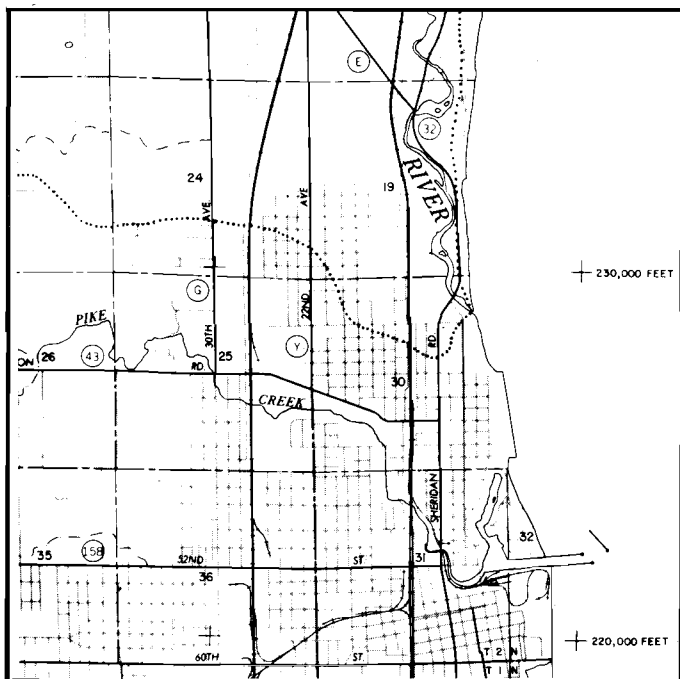 E
32
24
19
RIVER
AVE
AVE
230,000 FEET
G
PIKE
30TH
22ND
RD
Y
ON 26
43
25
RD.
30
CREEK
SHERIDAN
32
35
158
52ND
ST.
31
36
220,000 FEET
60TH
ST.
T 2 N
T 1 N